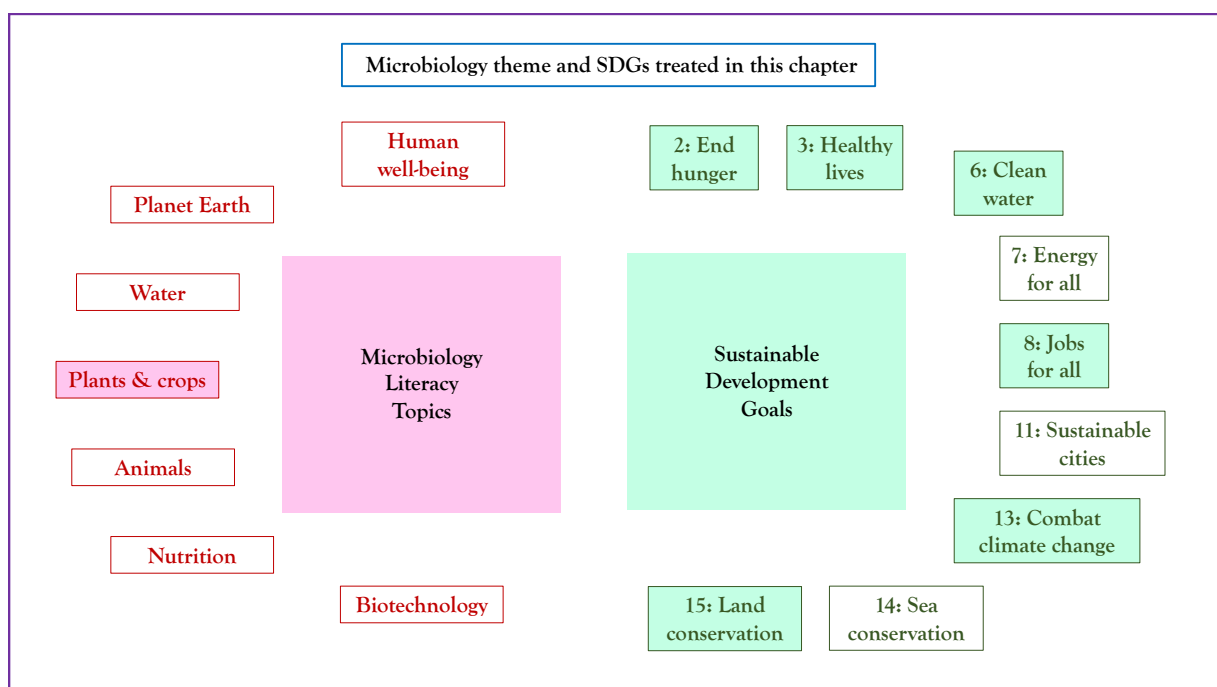 Microbiology theme and SDGs treated in this chapter
Human
well-being
Planet Earth
Water
Plants & crops
Animals
Nutrition
Biotechnology
Microbiology
Literacy
Topics
Sustainable
Development
Goals
2: End
hunger
3: Healthy
lives
6: Clean
water
7: Energy
for all
8: Jobs
for all
11: Sustainable
cities
13: Combat
climate change
14: Sea
conservation
15: Land
conservation